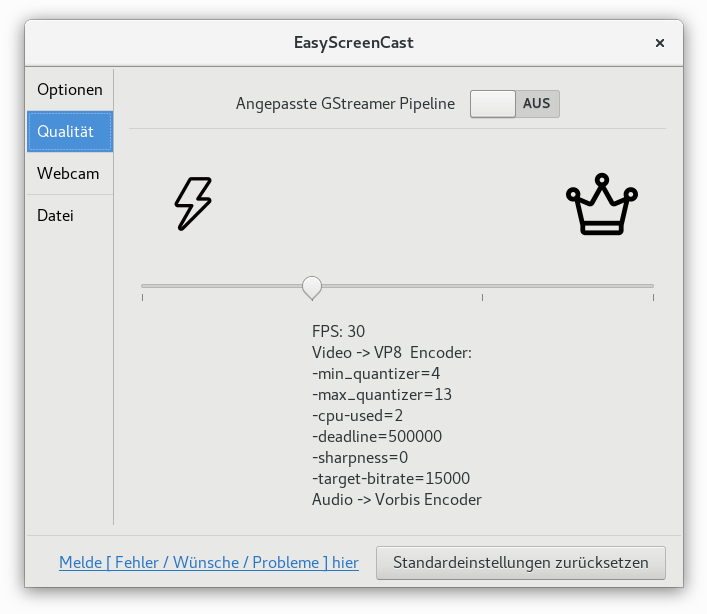 EasyScreenCast
Optionen
Qualität
Webcam
Datei
Angepasste GStreamer Pipeline AUS
FPS: 30
Video -> VP8  Encoder:
-min_quantizer=4
-max_quantizer=13
-cpu-used=2
-deadline=500000
-sharpness=0
-target-bitrate=15000
Audio -> Vorbis Encoder
Melde [ Fehler / Wünsche / Probleme ] hier
Standardeinstellungen zurücksetzen